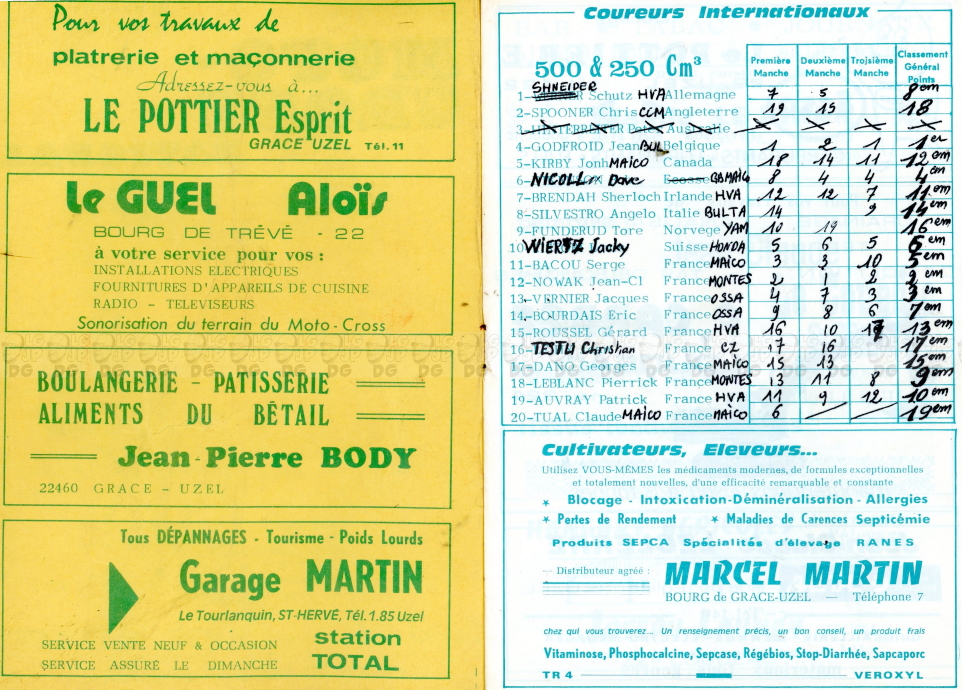 Pour vos travaux de
platrerie et maçonnerie
Adressez-vous à...
LE POTTIER Esprit
GRACE UZEL Tél. 11
Le GUEL Aloïs
BOURG DE TRÉVÉ - 22
à votre service pour vos :
INSTALLATIONS ELECTRIQUES
FOURNITURES D'APPAREILS DE CUISINE
RADIO - TELEVISEURS
Sonorisation du terrain du Moto-Cross
BOULANGERIE - PATISSERIE
ALIMENTS DU BÉTAIL
Jean-Pierre BODY
22460 GRACE - UZEL
Tous DÉPANNAGES - Tourisme - Poids Lourds
Garage MARTIN
Le Tourlanquin, ST-HERVÉ, Tél. 1.85 Uzel
SERVICE VENTE NEUF & OCCASION
SERVICE ASSURÉ LE DIMANCHE
station
TOTAL
Coureurs Internationaux
500 & 250 Cm³ Première Manche Deuxième Manche Troisième Manche Classement Général Points
1- SHNEIDER Schutz HVA Allemagne 7 5 8em
2-SPOONER Chris CCM Angleterre 19 15 18
3- Peter Australie X X X X
4-GODFROID Jean BUL Belgique 1 2 1 1er
5-KIRBY Jonh MAICO Canada 18 14 11 12em
6- NICOLL Dave Ecosse 8 4 4 4em
7-BRENDAH Sherloch Irlande HVA 12 12 7 11em
8-SILVESTRO Angelo Italie BULTA 14 9 14em
9-FUNDERUD Tore Norvege YAM 10 19 16em
10 WIERTZ Jacky Suisse HONDA 5 6 5 6em
11-BACOU Serge France MAICO 3 3 10 5em
12-NOWAK Jean-Cl France MONTES 2 1 2 2em
13-VERNIER Jacques France OSSA 4 7 3 3em
14-BOURDAIS Eric France OSSA 9 8 6 7em
15-ROUSSEL Gérard France HVA 16 10 17 13em
16- TESTU Christian France CZ 17 16 17em
17-DANO Georges France MAICO 15 13 15em
18-LEBLANC Pierrick France MONTES 13 11 8 9em
19-AUVRAY Patrick France HVA 11 9 12 10em
20-TUAL Claude MAICO France MAICO 6 / / 19em
Cultivateurs, Eleveurs...
Utilisez VOUS-MÊMES les médicaments modernes, de formules exceptionnelles
et totalement nouvelles, d'une efficacité remarquable et constante
* Blocage - Intoxication - Déminéralisation - Allergies
* Pertes de Rendement * Maladies de Carences Septicémie
Produits SEPCA Spécialités d'élevage RANES
— Distributeur agréé : MARCEL MARTIN
BOURG de GRACE-UZEL — Téléphone 7
chez qui vous trouverez... Un renseignement précis, un bon conseil, un produit frais
Vitaminose, Phosphocalcine, Sepcase, Régébios, Stop-Diarrhée, Sapcaporc
TR 4 VEROXYL